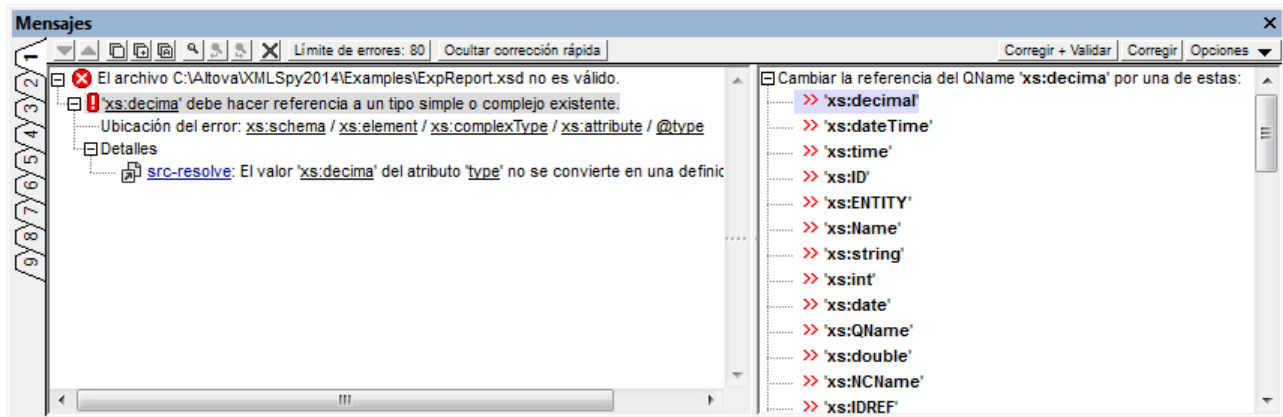 Mensajes
Límite de errores: 80 Ocultar corrección rápida Corregir + Validar Corregir Opciones
1
2
3
4
5
6
7
8
9
El archivo C:\Altova\XMLSpy2014\Examples\ExpReport.xsd no es válido.
'xs:decima' debe hacer referencia a un tipo simple o complejo existente.
Ubicación del error: xs:schema / xs:element / xs:complexType / xs:attribute / @type
Detalles
src-resolve: El valor 'xs:decima' del atributo 'type' no se convierte en una definic
Cambiar la referencia del QName 'xs:decima' por una de estas:
>> 'xs:decimal'
>> 'xs:dateTime'
>> 'xs:time'
>> 'xs:ID'
>> 'xs:ENTITY'
>> 'xs:Name'
>> 'xs:string'
>> 'xs:int'
>> 'xs:date'
>> 'xs:QName'
>> 'xs:double'
>> 'xs:NCName'
>> 'xs:IDREF'